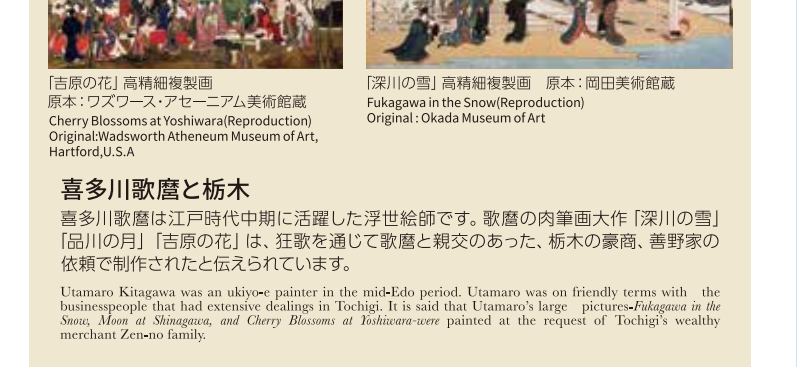 「吉原の花」高精細複製画
原本：ワズワース・アセーニアム美術館蔵
Cherry Blossoms at Yoshiwara(Reproduction)
Original:Wadsworth Atheneum Museum of Art,
Hartford,U.S.A
「深川の雪」高精細複製画　原本：岡田美術館蔵
Fukagawa in the Snow(Reproduction)
Original : Okada Museum of Art
喜多川歌麿と栃木
喜多川歌麿は江戸時代中期に活躍した浮世絵師です。歌麿の肉筆画大作「深川の雪」
「品川の月」「吉原の花」は、狂歌を通じて歌麿と親交のあった、栃木の豪商、善野家の
依頼で制作されたと伝えられています。
Utamaro Kitagawa was an ukiyo-e painter in the mid-Edo period. Utamaro was on friendly terms with the
businesspeople that had extensive dealings in Tochigi. It is said that Utamaro's large pictures-Fukagawa in the
Snow, Moon at Shinagawa, and Cherry Blossoms at Yoshiwara-were painted at the request of Tochigi's wealthy
merchant Zen-no family.